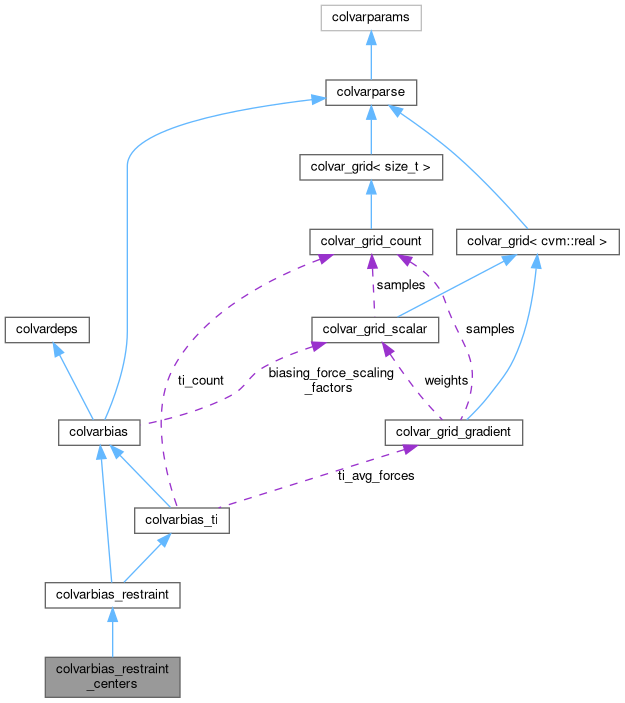 colvarparams
colvarparse
colvar_grid< size_t >
colvar_grid_count
colvar_grid< cvm::real >
samples
colvardeps
colvar_grid_scalar
samples
ti_count
biasing_force_scaling
_factors
weights
colvarbias
colvar_grid_gradient
ti_avg_forces
colvarbias_ti
colvarbias_restraint
colvarbias_restraint
_centers